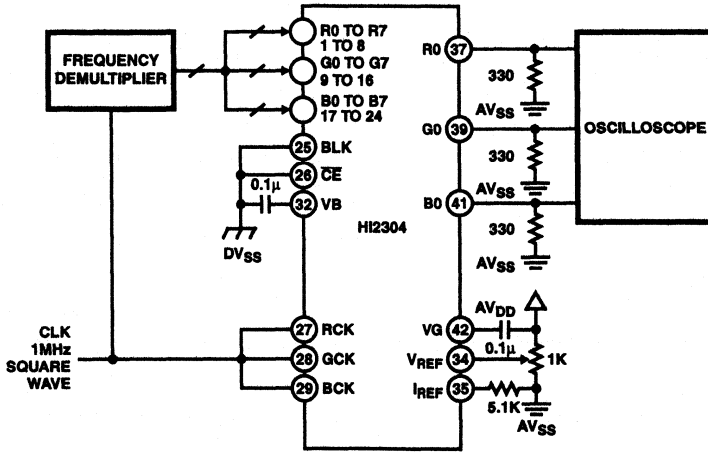 FREQUENCY
DEMULTIPLIER
R0 TO R7
1 TO 8
G0 TO G7
9 TO 16
B0 TO B7
17 TO 24
25 BLK
26 CE
0.1μ
32 VB
DVSS
HI2304
R0 37
330
AVSS
G0 39
330
AVSS
B0 41
330
AVSS
OSCILLOSCOPE
CLK
1MHz
SQUARE
WAVE
27 RCK
28 GCK
29 BCK
AVDD
VG 42
0.1μ
VREF 34
1K
IREF 35
5.1K
AVSS